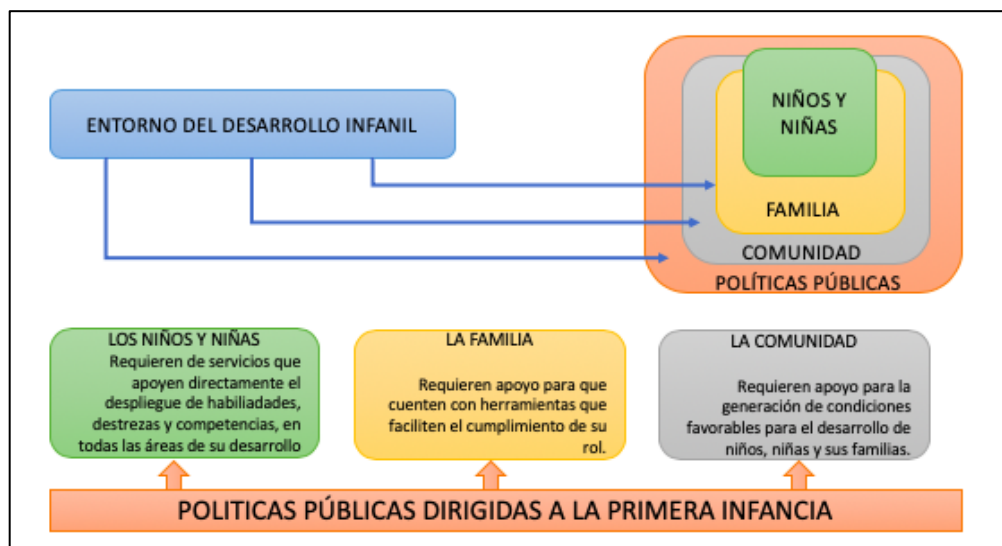 ENTORNO DEL DESARROLLO INFANIL
NIÑOS Y
NIÑAS
FAMILIA
COMUNIDAD
POLÍTICAS PÚBLICAS
LOS NIÑOS Y NIÑAS
Requieren de servicios que
apoyen directamente el
despliegue de habiliadades,
destrezas y competencias, en
todas las áreas de su desarrollo
LA FAMILIA
Requieren apoyo para que
cuenten con herramientas que
faciliten el cumplimiento de su
rol.
LA COMUNIDAD
Requieren apoyo para la
generación de condiciones
favorables para el desarrollo de
niños, niñas y sus familias.
POLITICAS PÚBLICAS DIRIGIDAS A LA PRIMERA INFANCIA